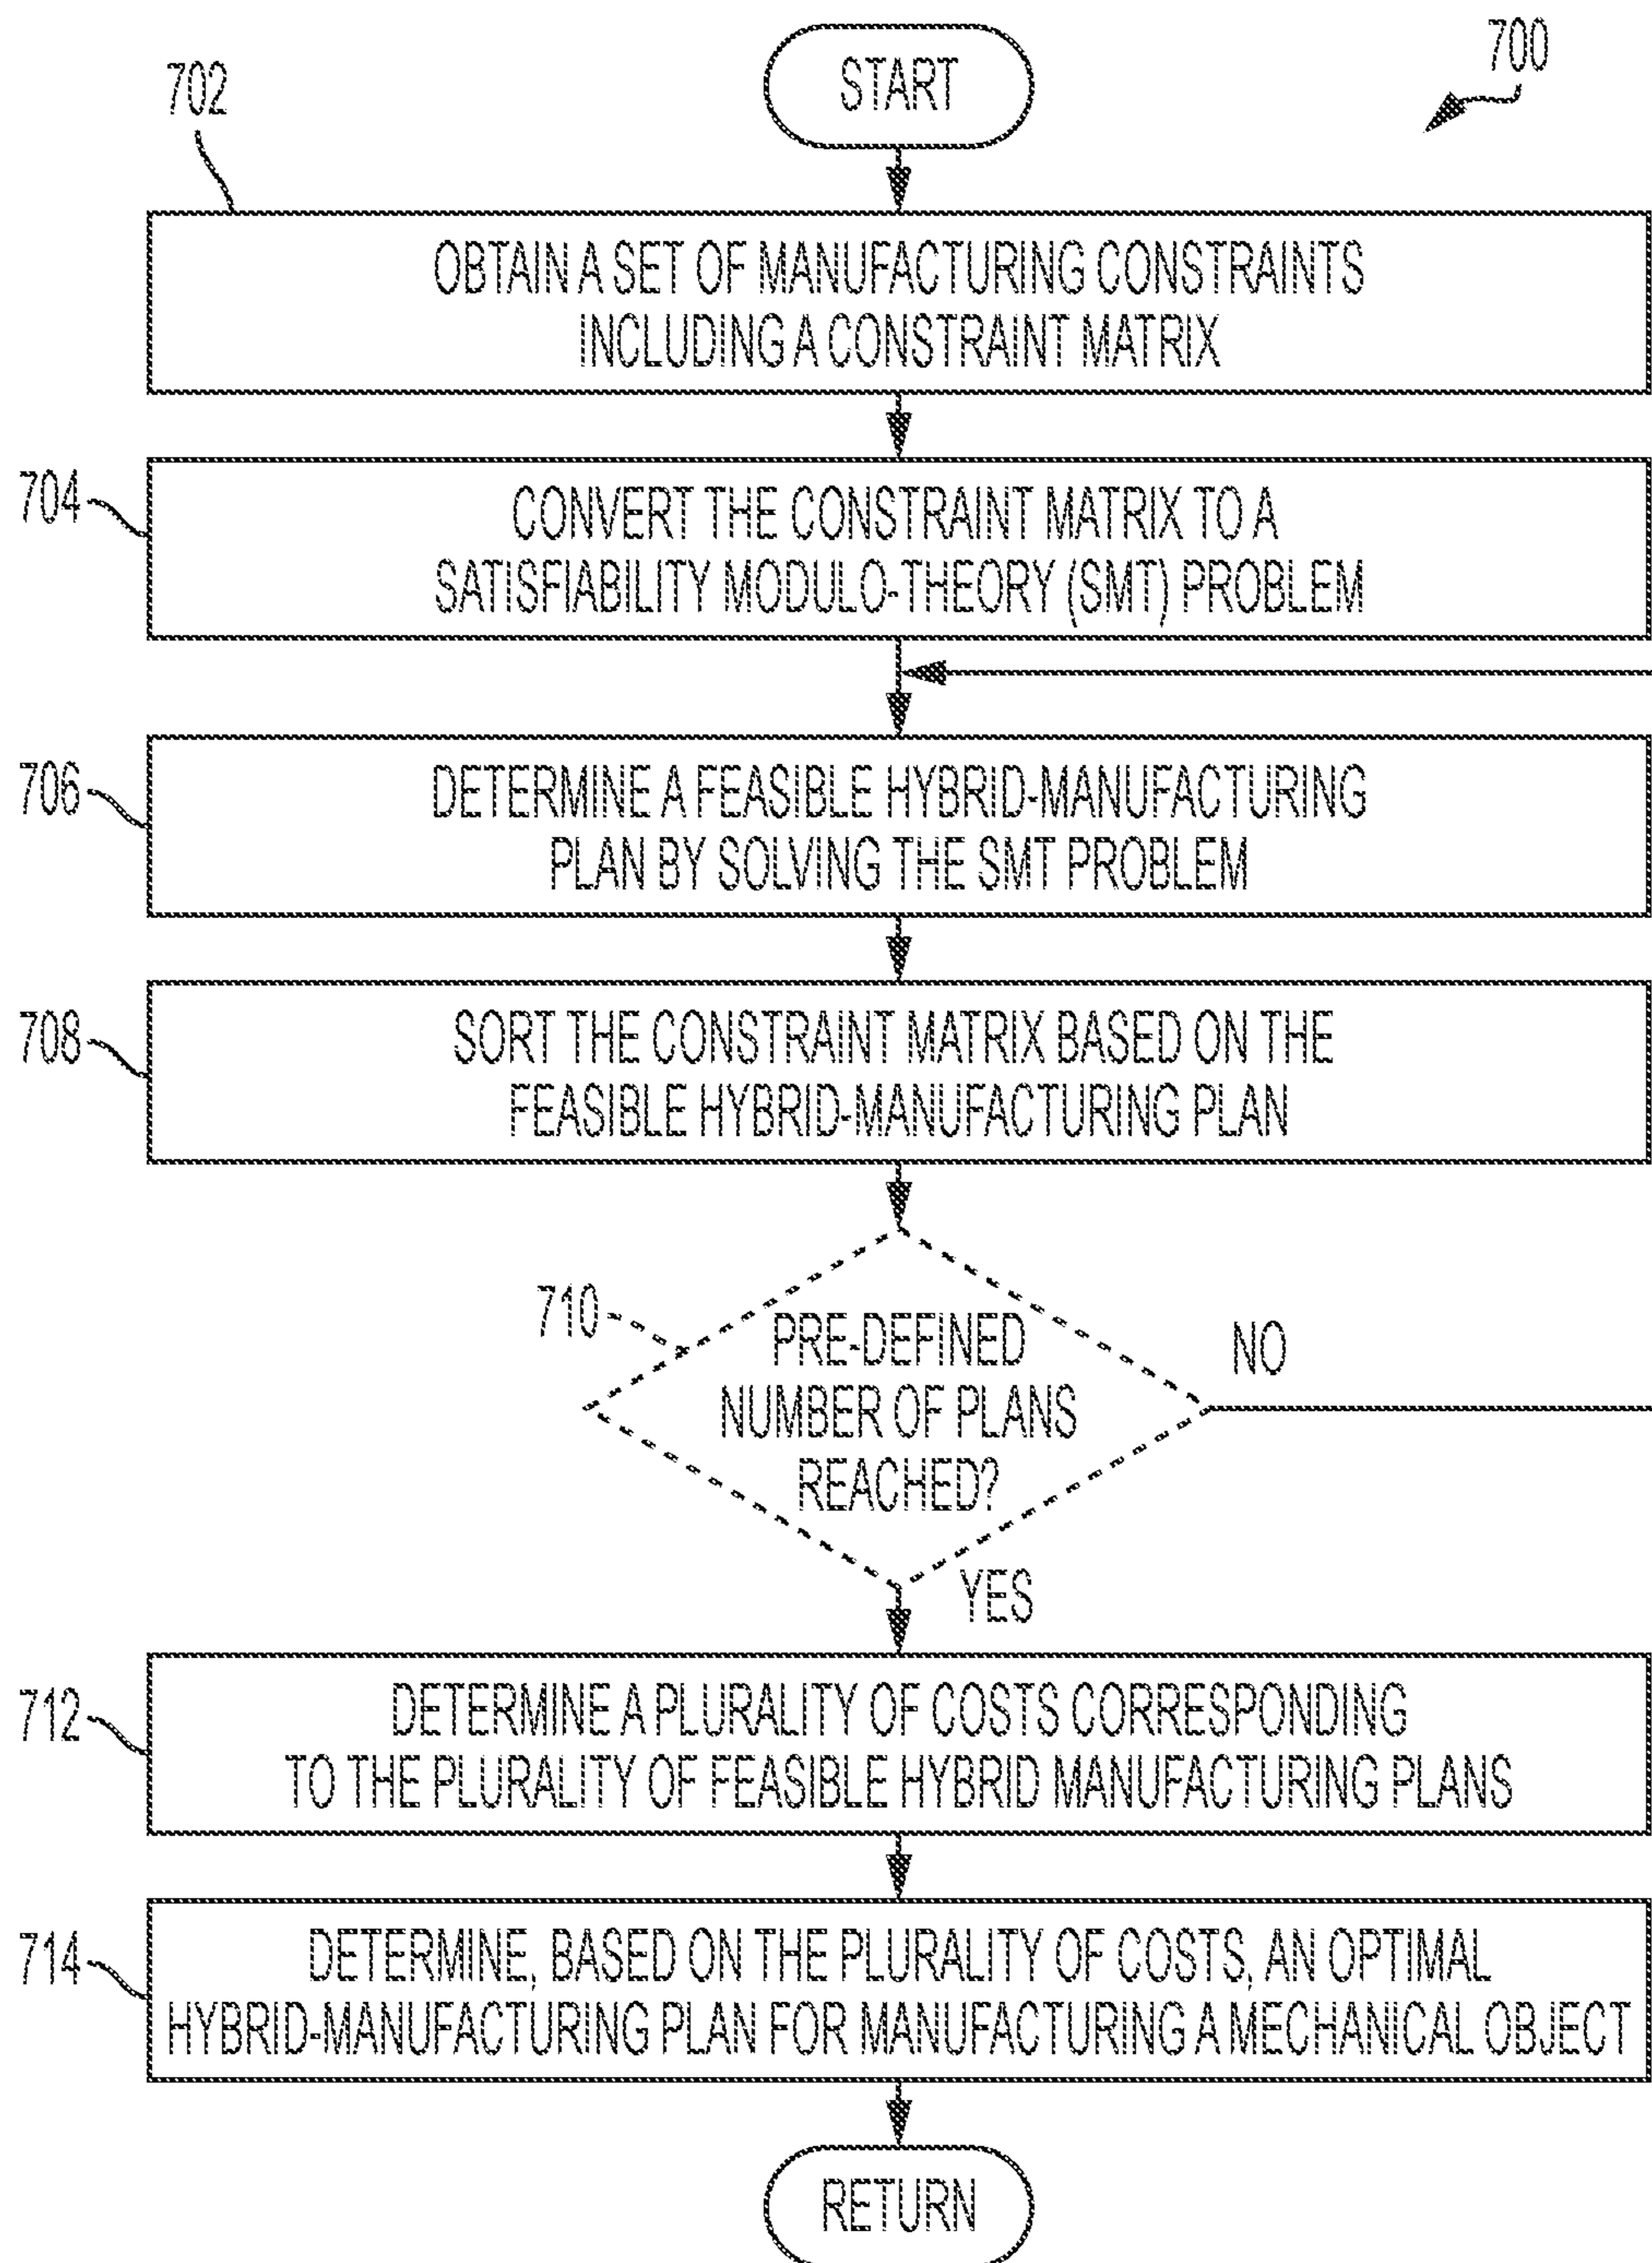 700
START
702
OBTAIN A SET OF MANUFACTURING CONSTRAINTS
INCLUDING A CONSTRAINT MATRIX
704
CONVERT THE CONSTRAINT MATRIX TO A
SATISFIABILITY MODULO-THEORY (SMT) PROBLEM
706
DETERMINE A FEASIBLE HYBRID-MANUFACTURING
PLAN BY SOLVING THE SMT PROBLEM
708
SORT THE CONSTRAINT MATRIX BASED ON THE
FEASIBLE HYBRID-MANUFACTURING PLAN
710
PRE-DEFINED
NUMBER OF PLANS
REACHED?
NO
YES
712
DETERMINE A PLURALITY OF COSTS CORRESPONDING
TO THE PLURALITY OF FEASIBLE HYBRID MANUFACTURING PLANS
714
DETERMINE, BASED ON THE PLURALITY OF COSTS, AN OPTIMAL
HYBRID-MANUFACTURING PLAN FOR MANUFACTURING A MECHANICAL OBJECT
RETURN